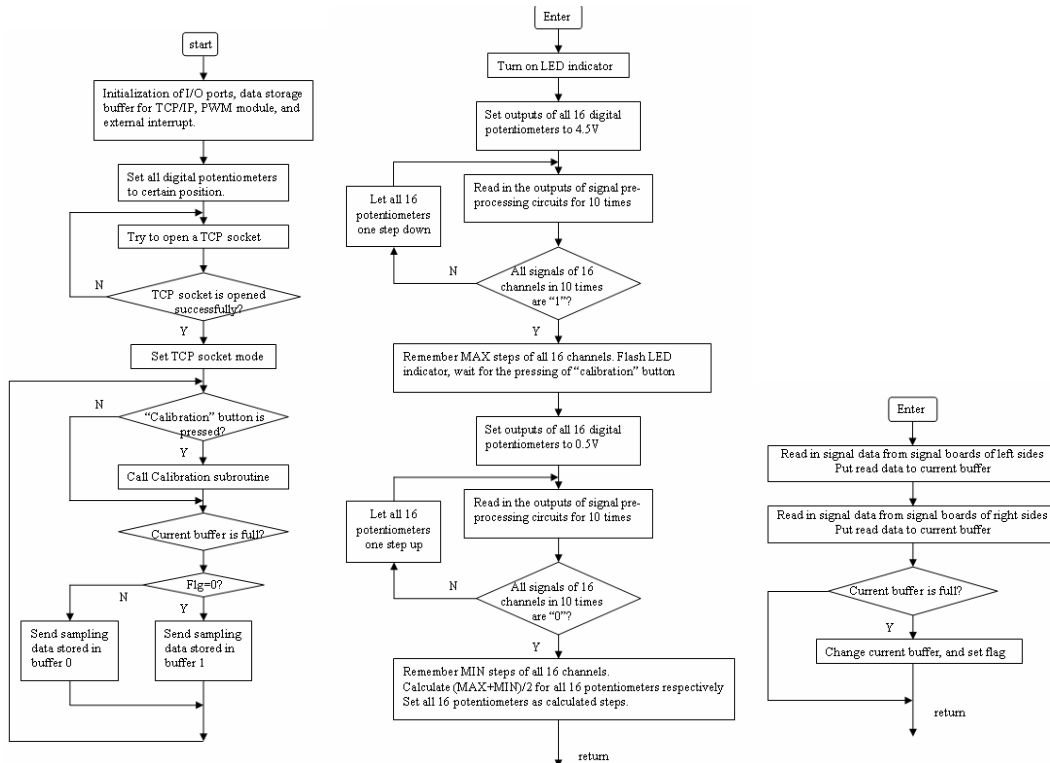 start
Initialization of I/O ports, data storage
buffer for TCP/IP, PWM module, and
external interrupt.
Set all digital potentiometers
to certain position.
Try to open a TCP socket
N
TCP socket is opened
successfully?
Y
Set TCP socket mode
N
“Calibration” button is
pressed?
Y
Call Calibration subroutine
Current buffer is full?
Flg=0?
N
Y
Send sampling
data stored in
buffer 0
Send sampling
data stored in
buffer 1
Enter
Turn on LED indicator
Set outputs of all 16 digital
potentiometers to 4.5V
Let all 16
potentiometers
one step down
Read in the outputs of signal pre-
processing circuits for 10 times
N
All signals of 16
channels in 10 times
are “1”?
Y
Remember MAX steps of all 16 channels. Flash LED
indicator, wait for the pressing of “calibration” button
Set outputs of all 16 digital
potentiometers to 0.5V
Let all 16
potentiometers
one step up
Read in the outputs of signal pre-
processing circuits for 10 times
N
All signals of 16
channels in 10 times
are “0”?
Y
Remember MIN steps of all 16 channels.
Calculate (MAX+MIN)/2 for all 16 potentiometers respectively
Set all 16 potentiometers as calculated steps.
return
Enter
Read in signal data from signal boards of left sides
Put read data to current buffer
Read in signal data from signal boards of right sides
Put read data to current buffer
Current buffer is full?
Y
Change current buffer, and set flag
return